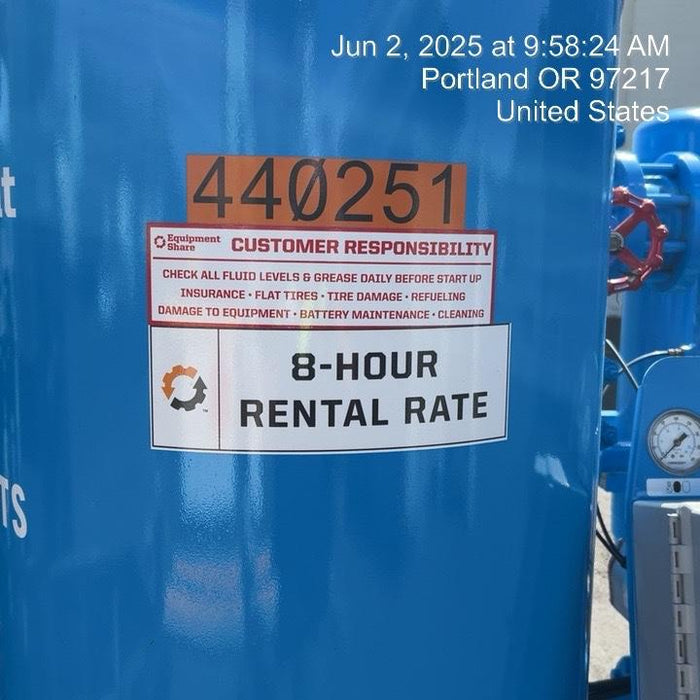 Jun 2, 2025 at 9:58:24 AM
Portland OR 97217
United States
440251
Equipment
Share
CUSTOMER RESPONSIBILITY
CHECK ALL FLUID LEVELS & GREASE DAILY BEFORE START UP
INSURANCE • FLAT TIRES • TIRE DAMAGE • REFUELING
DAMAGE TO EQUIPMENT • BATTERY MAINTENANCE • CLEANING
8-HOUR
RENTAL RATE
TS